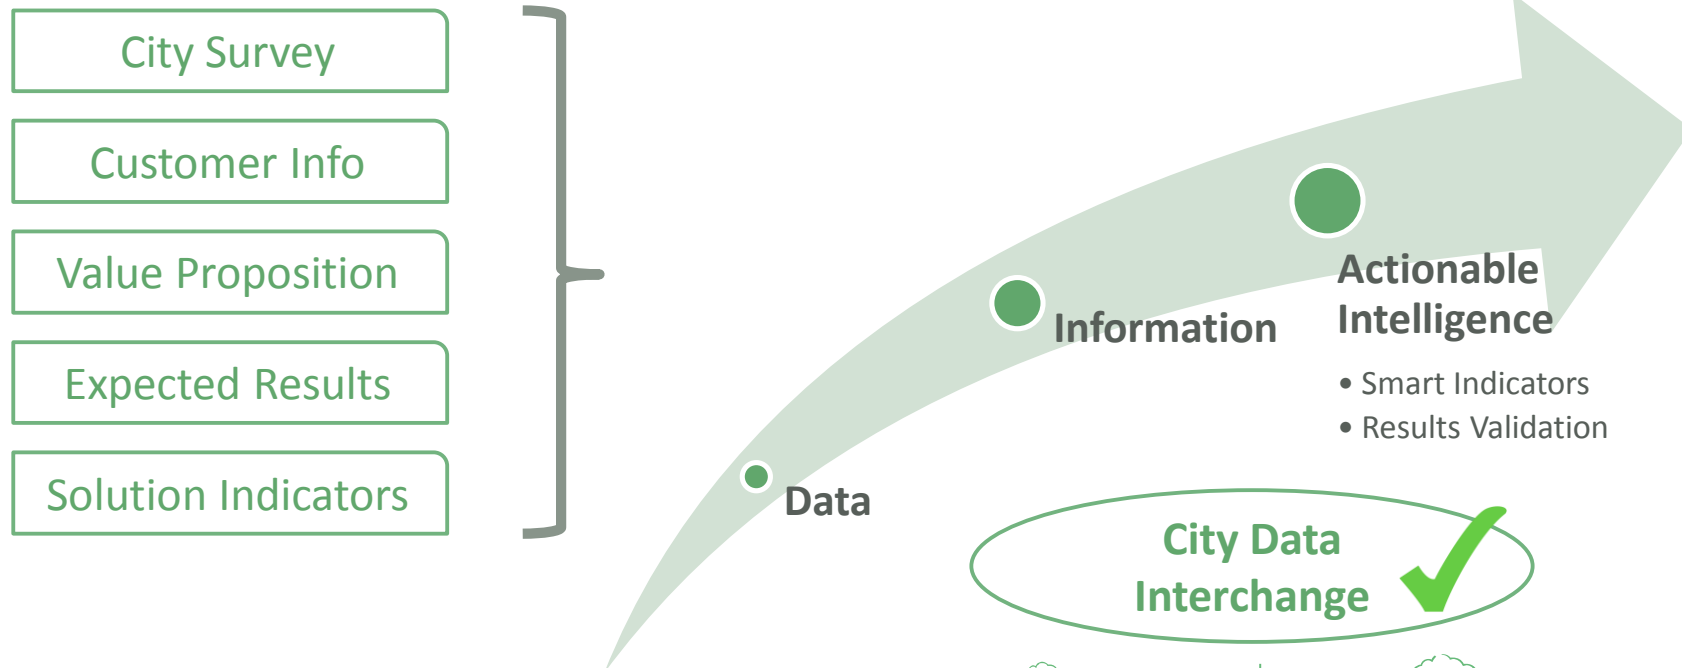 City Survey
Customer Info
Value Proposition
Expected Results
Solution Indicators
Data
Information
Actionable
Intelligence
• Smart Indicators
• Results Validation
City Data
Interchange